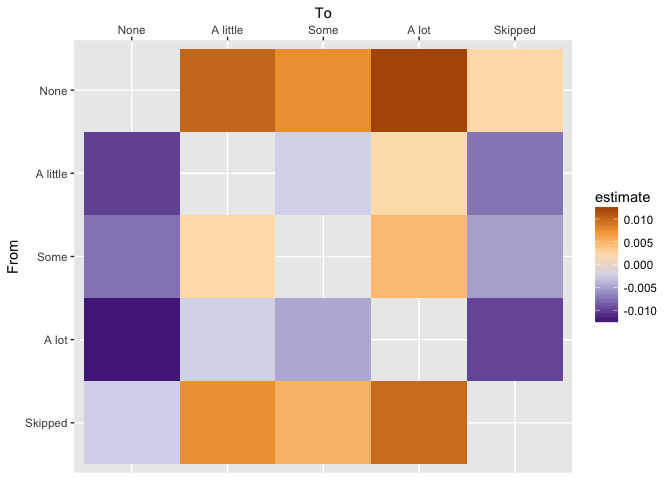 To
None A little Some A lot Skipped
From
None
A little
Some
A lot
Skipped
estimate
0.010
0.005
0.000
-0.005
-0.010